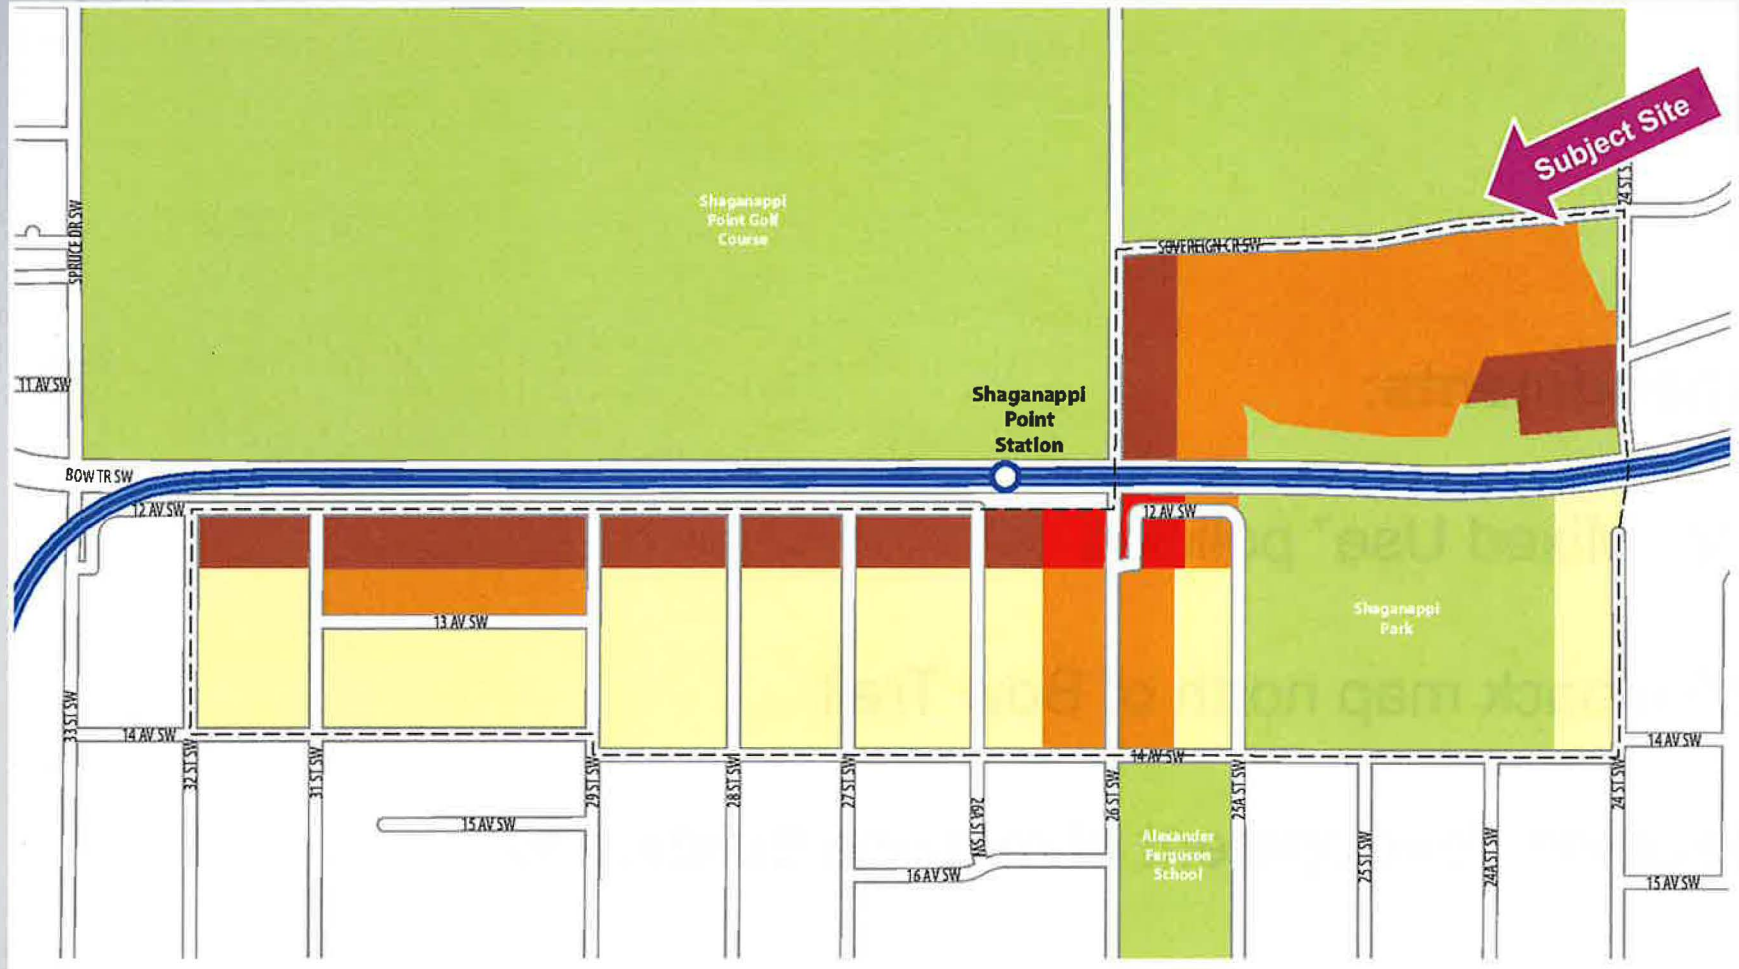 Subject Site
24 ST S
Shaganappi
Point Golf
Course
SPRUCE DR SW
SOVEREIGN CR SW
11 AV SW
Shaganappi
Point
Station
BOW TR SW
12 AV SW
12 AV SW
Shaganappi
Park
13 AV SW
33 ST SW
14 AV SW
14 AV SW
14 AV SW
32 ST SW
31 ST SW
29 ST SW
28 ST SW
27 ST SW
26A ST SW
26 ST SW
25A ST SW
25 ST SW
24A ST SW
24 ST SW
15 AV SW
Alexander
Ferguson
School
16 AV SW
15 AV SW